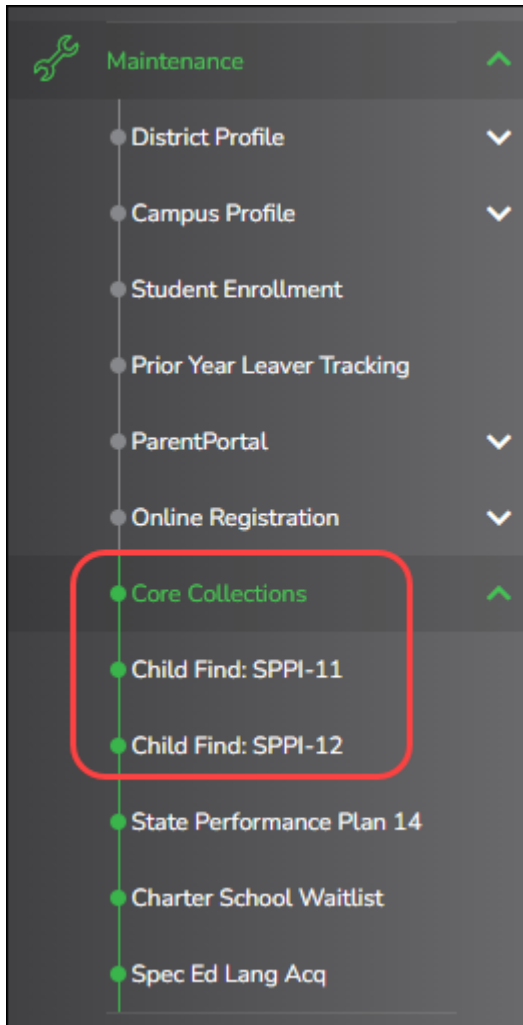 Maintenance
District Profile
Campus Profile
Student Enrollment
Prior Year Leaver Tracking
ParentPortal
Online Registration
Core Collections
Child Find: SPPI-11
Child Find: SPPI-12
State Performance Plan 14
Charter School Waitlist
Spec Ed Lang Acq